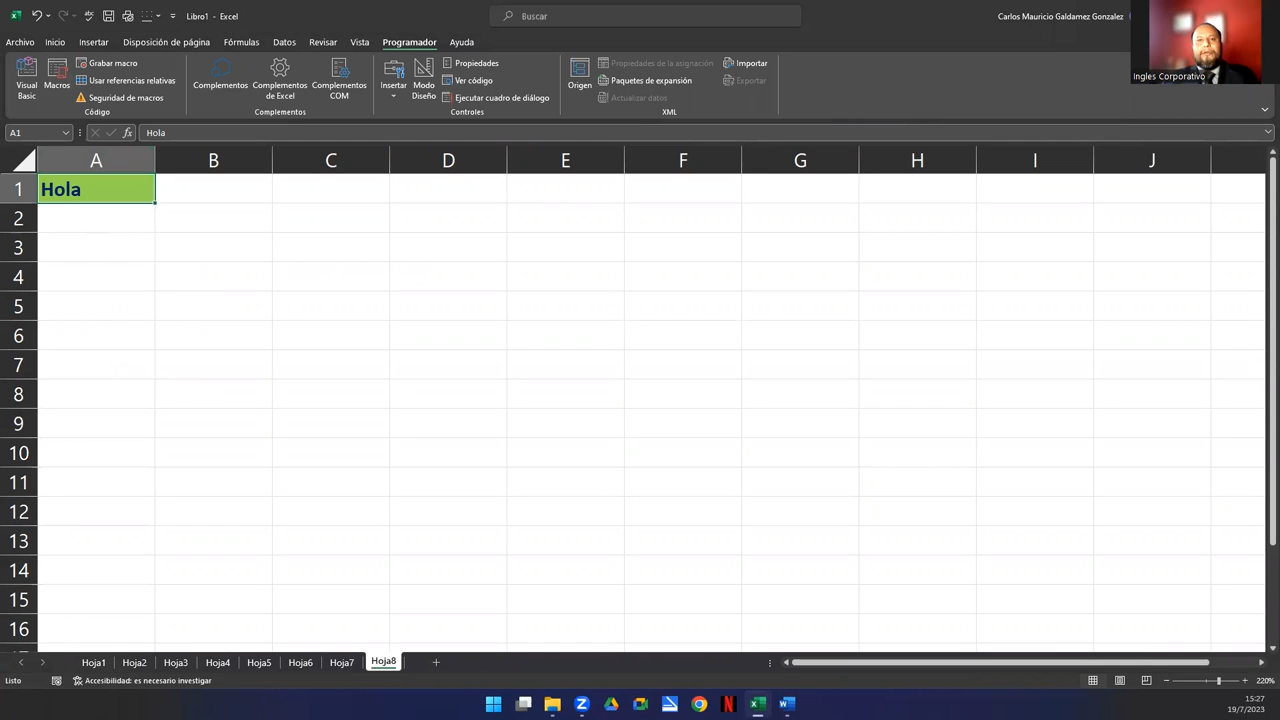 Libro1 - Excel
Buscar
Carlos Mauricio Galdamez Gonzalez
Archivo Inicio Insertar Disposición de página Fórmulas Datos Revisar Vista Programador Ayuda
Visual Basic
Macros
Grabar macro
Usar referencias relativas
Seguridad de macros
Código
Complementos
Complementos de Excel
Complementos COM
Complementos
Insertar
Modo Diseño
Propiedades
Ver código
Ejecutar cuadro de diálogo
Controles
Origen
Propiedades de la asignación
Paquetes de expansión
Actualizar datos
Importar
Exportar
XML
Ingles Corporativo
A1
fx
Hola
A B C D E F G H I J
1 Hola
2
3
4
5
6
7
8
9
10
11
12
13
14
15
16
Hoja1 Hoja2 Hoja3 Hoja4 Hoja5 Hoja6 Hoja7 Hoja8
Listo
Accesibilidad: es necesario investigar
220%
15:27
19/7/2023